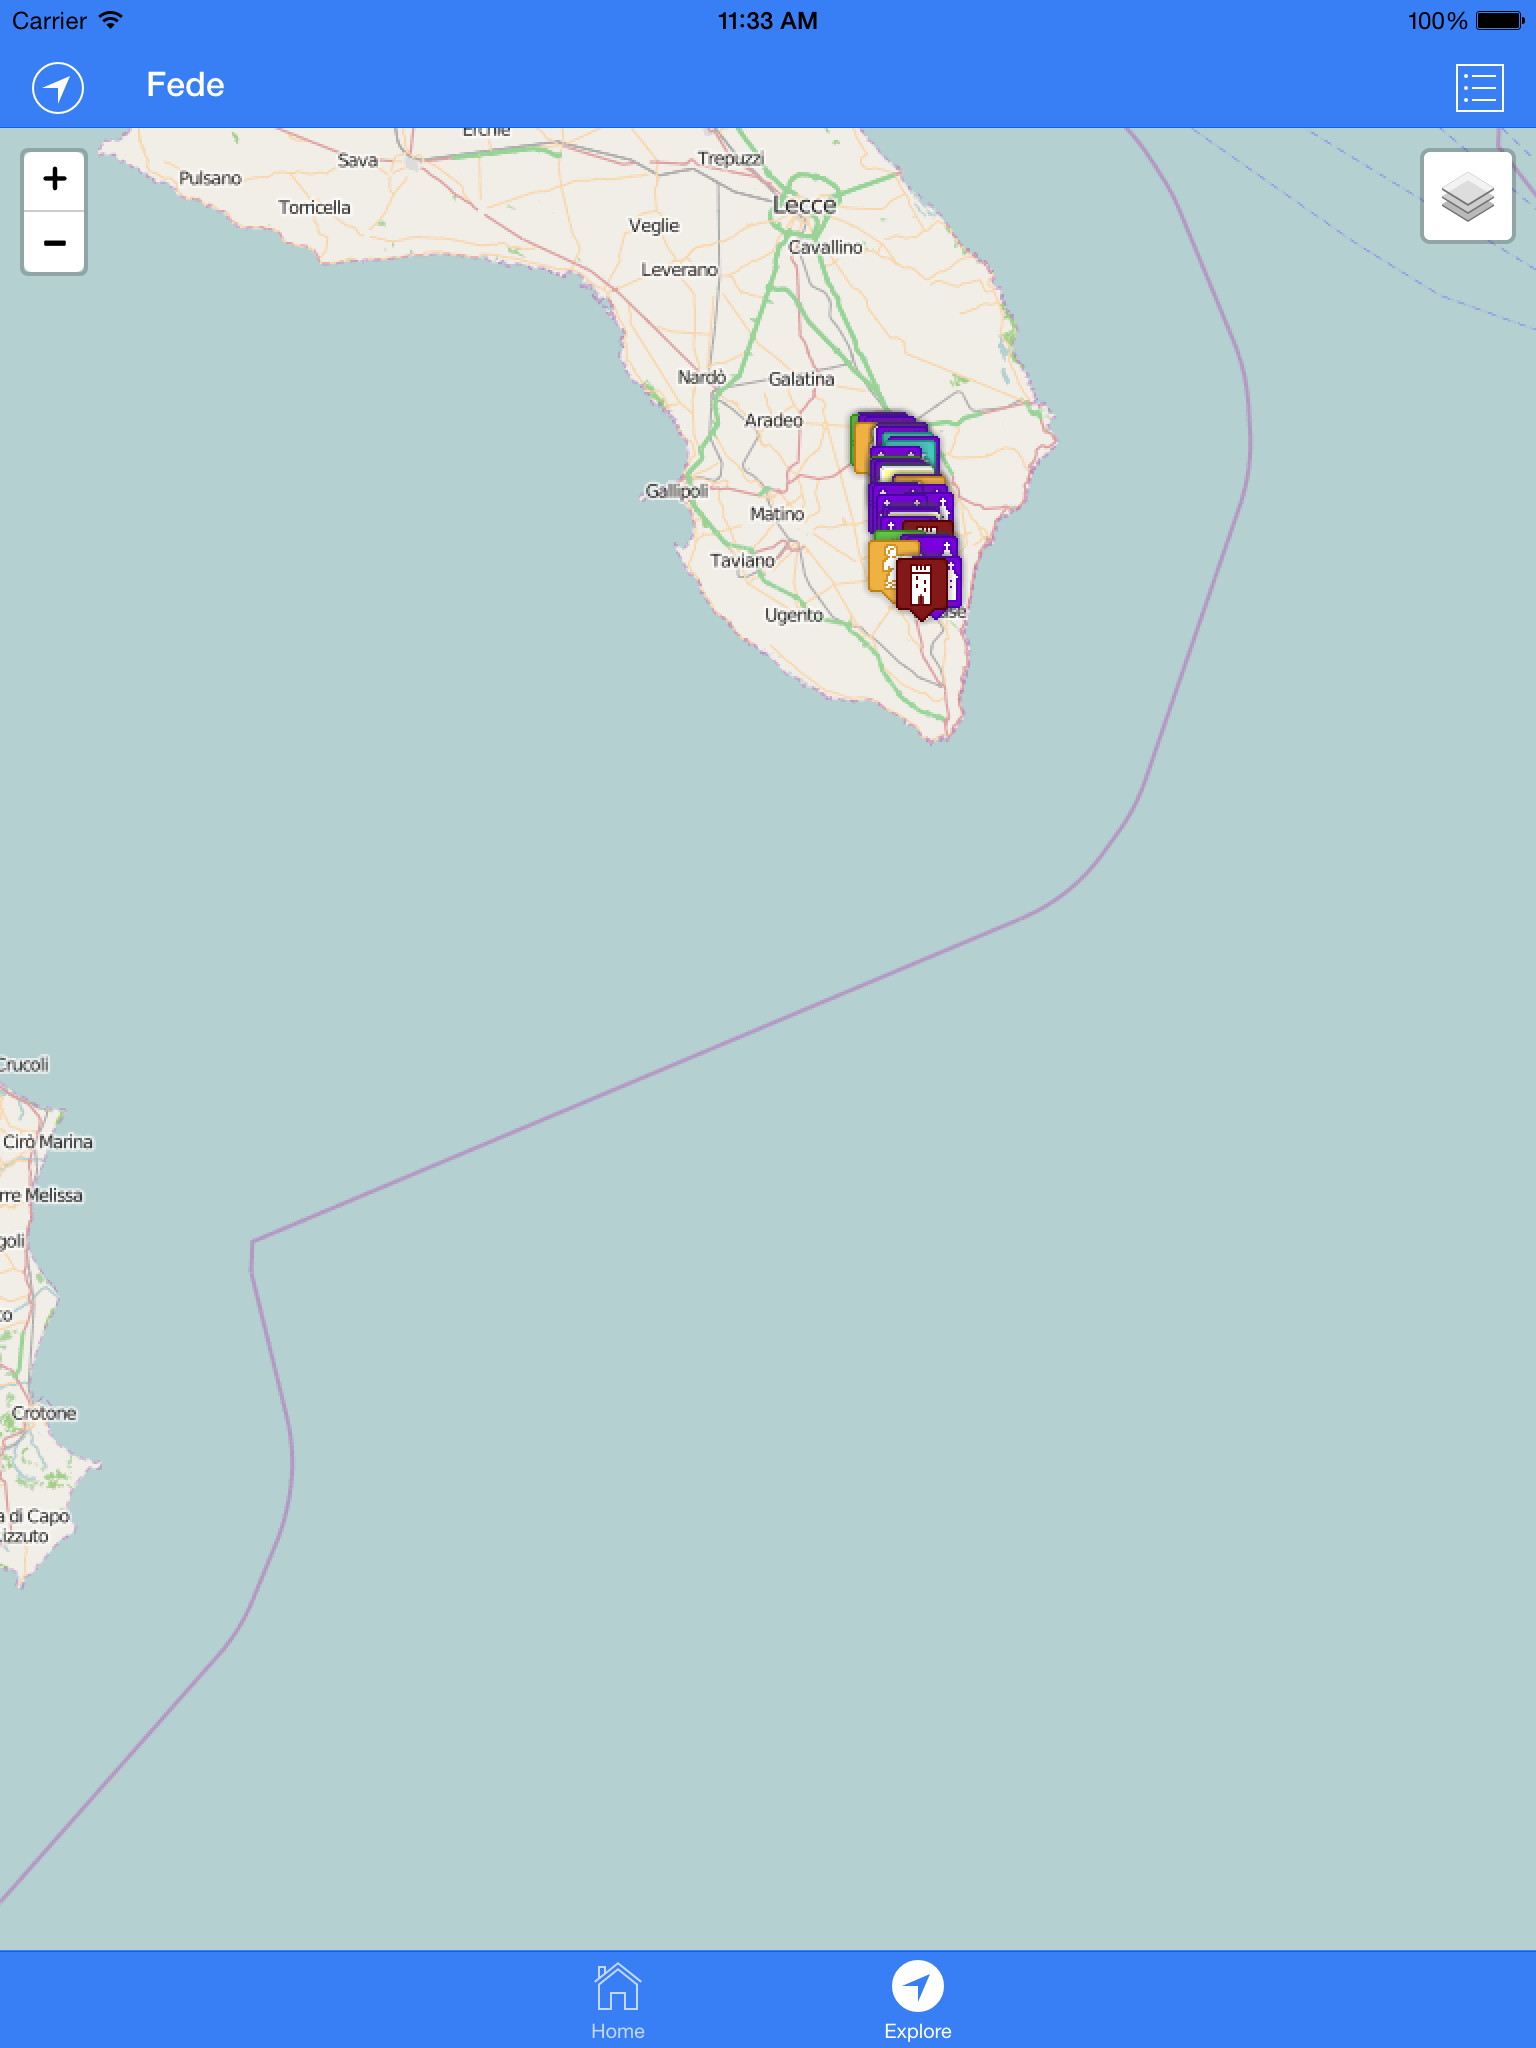 Carrier 11:33 AM 100%
Fede
Erchie
Trepuzzi
Sava
Pulsano
Lecce
Torricella
Veglie
Cavallino
Leverano
Nardò
Galatina
Aradeo
Gallipoli
Matino
Taviano
Ugento
ase
Crucoli
Cirò Marina
rre Melissa
goli
to
Crotone
a di Capo
izzuto
Home
Explore